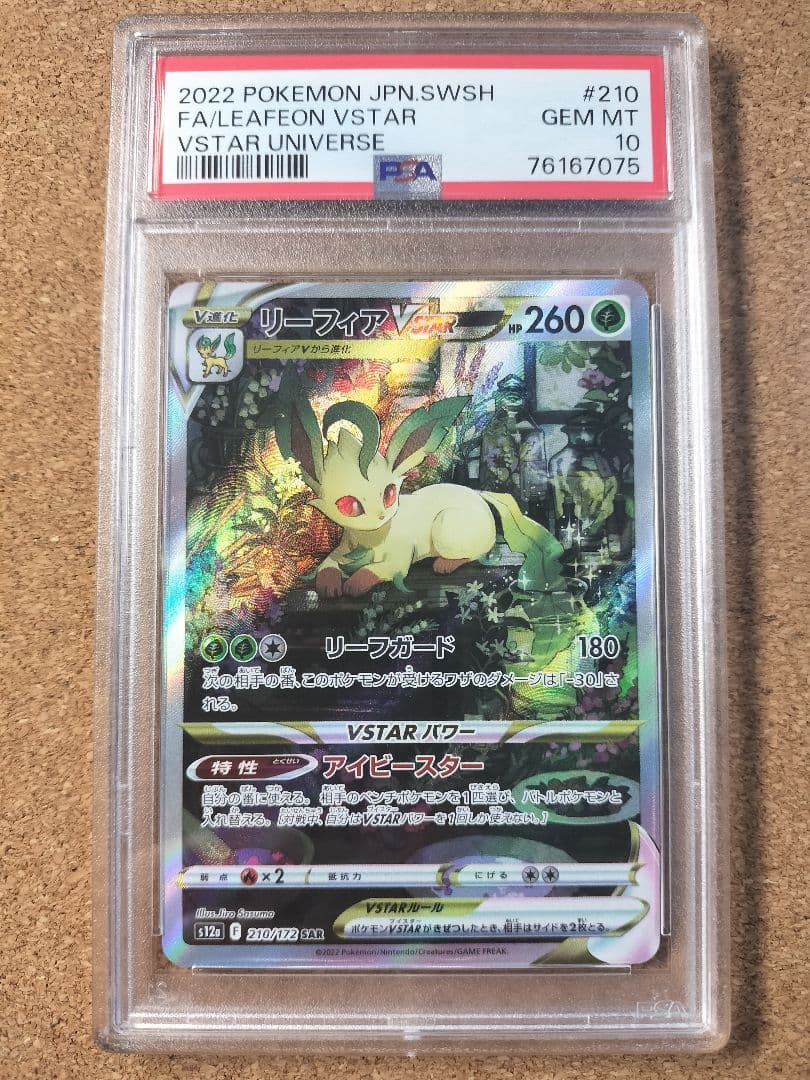 2022 POKEMON JPN.SWSH #210
FA/LEAFEON VSTAR GEM MT
VSTAR UNIVERSE 10
PSA 76167075
V進化 リーフィア VSTAR HP 260
リーフィアVから進化
リーフガード 180
次の相手の番、このポケモンが受けるワザのダメージは「-30」さ
れる。
VSTARパワー
特性 アイビースター
自分の番に使える。相手のベンチポケモンを1匹選び、バトルポケモンと
入れ替える。[対戦中、自分はVSTARパワーを1回しか使えない。]
弱点 ×2 抵抗力 にげる
Illus.Jiro Sasumo
VSTARルール
ポケモンVSTARがきぜつしたとき、相手はサイドを2枚とる。
s12a F 210/172 SAR
©2022 Pokémon/Nintendo/Creatures/GAME FREAK.